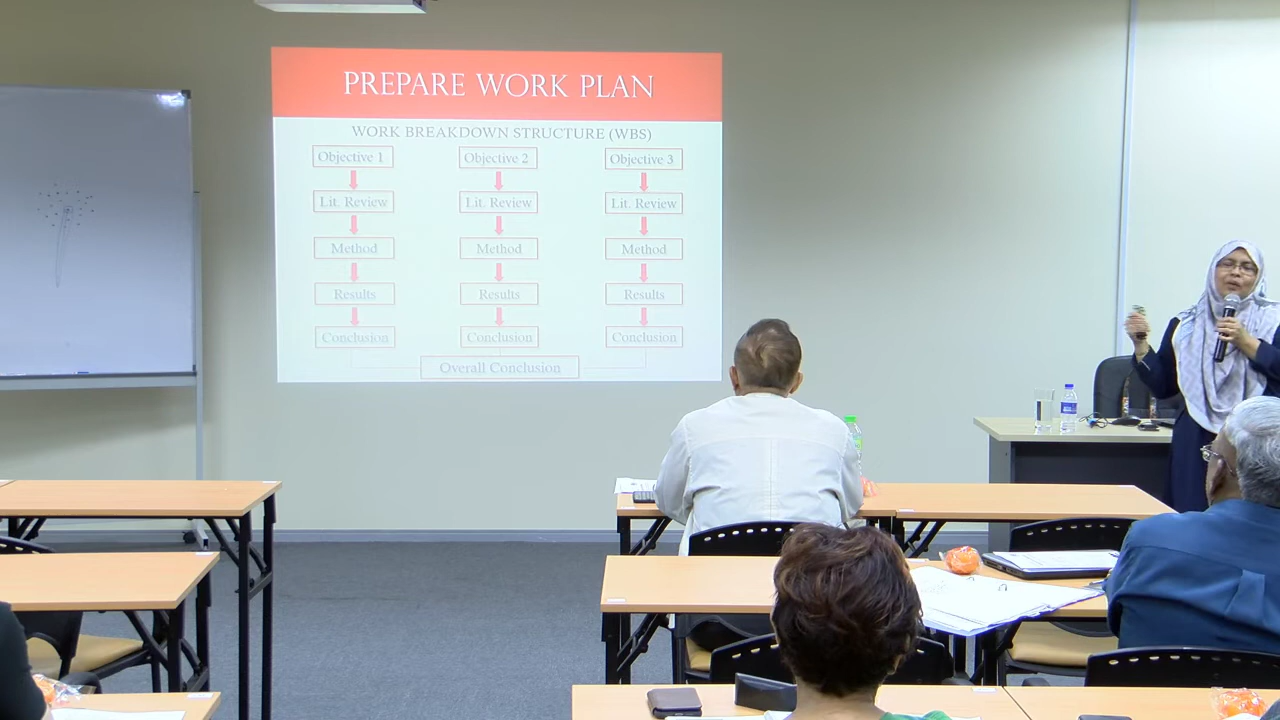 PREPARE WORK PLAN
WORK BREAKDOWN STRUCTURE (WBS)
Objective 1 Objective 2 Objective 3
Lit. Review Lit. Review Lit. Review
Method Method Method
Results Results Results
Conclusion Conclusion Conclusion
Overall Conclusion